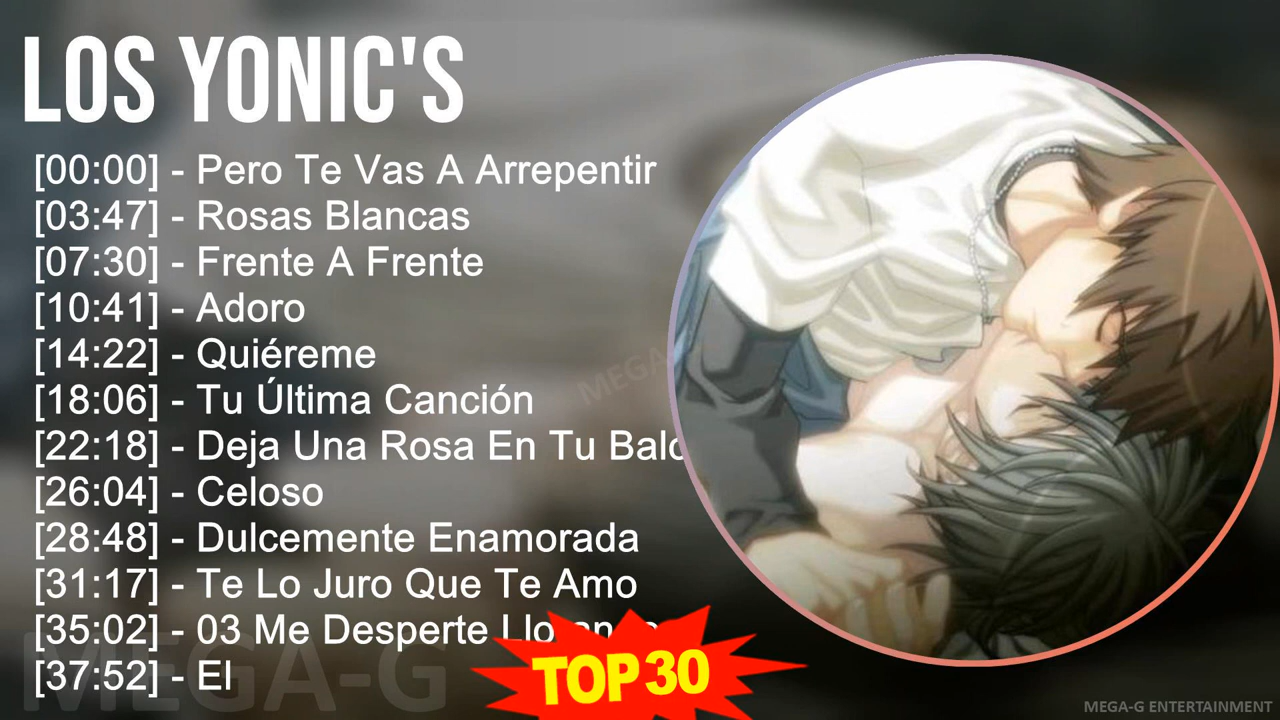 LOS YONIC'S
[00:00] - Pero Te Vas A Arrepentir
[03:47] - Rosas Blancas
[07:30] - Frente A Frente
[10:41] - Adoro
[14:22] - Quiéreme
[18:06] - Tu Última Canción
[22:18] - Deja Una Rosa En Tu Balc
[26:04] - Celoso
[28:48] - Dulcemente Enamorada
[31:17] - Te Lo Juro Que Te Amo
[35:02] - 03 Me Desperte Llorando
[37:52] - El
TOP 30
MEGA-G
MEGA
MEGA-G ENTERTAINMENT